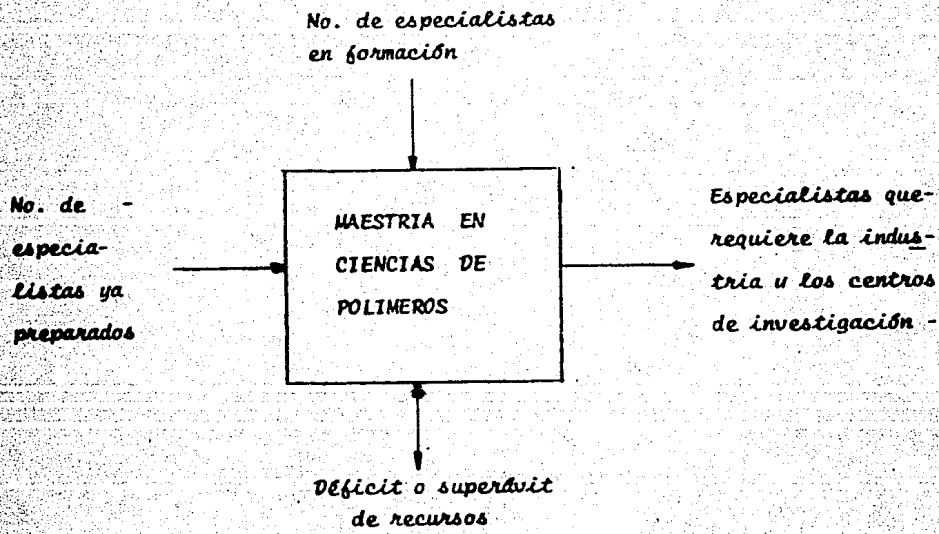 No. de especialistas
en formación
No. de -
especia-
listas ya
preparados
MAESTRIA EN
CIENCIAS DE
POLIMEROS
Especialistas que-
requiere la indus-
tria y los centros
de investigación -
Déficit o superávit
de recursos